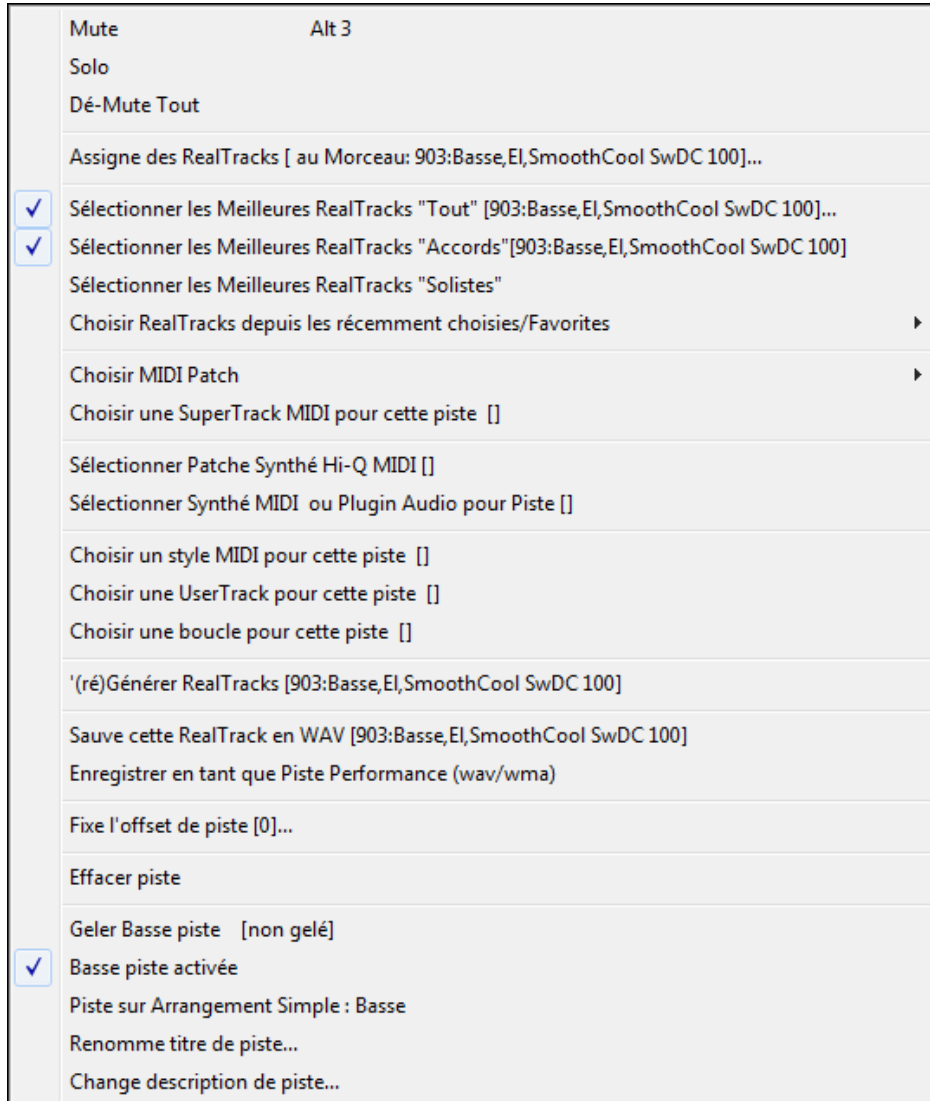 Mute Alt 3
Solo
Dé-Mute Tout
Assigne des RealTracks [ au Morceau: 903:Basse,El,SmoothCool SwDC 100]...
Sélectionner les Meilleures RealTracks "Tout" [903:Basse,El,SmoothCool SwDC 100]...
Sélectionner les Meilleures RealTracks "Accords"[903:Basse,El,SmoothCool SwDC 100]
Sélectionner les Meilleures RealTracks "Solistes"
Choisir RealTracks depuis les récemment choisies/Favorites
Choisir MIDI Patch
Choisir une SuperTrack MIDI pour cette piste []
Sélectionner Patche Synthé Hi-Q MIDI []
Sélectionner Synthé MIDI ou Plugin Audio pour Piste []
Choisir un style MIDI pour cette piste []
Choisir une UserTrack pour cette piste []
Choisir une boucle pour cette piste []
'(ré)Générer RealTracks [903:Basse,El,SmoothCool SwDC 100]
Sauve cette RealTrack en WAV [903:Basse,El,SmoothCool SwDC 100]
Enregistrer en tant que Piste Performance (wav/wma)
Fixe l'offset de piste [0]...
Effacer piste
Geler Basse piste [non gelé]
Basse piste activée
Piste sur Arrangement Simple : Basse
Renomme titre de piste...
Change description de piste...